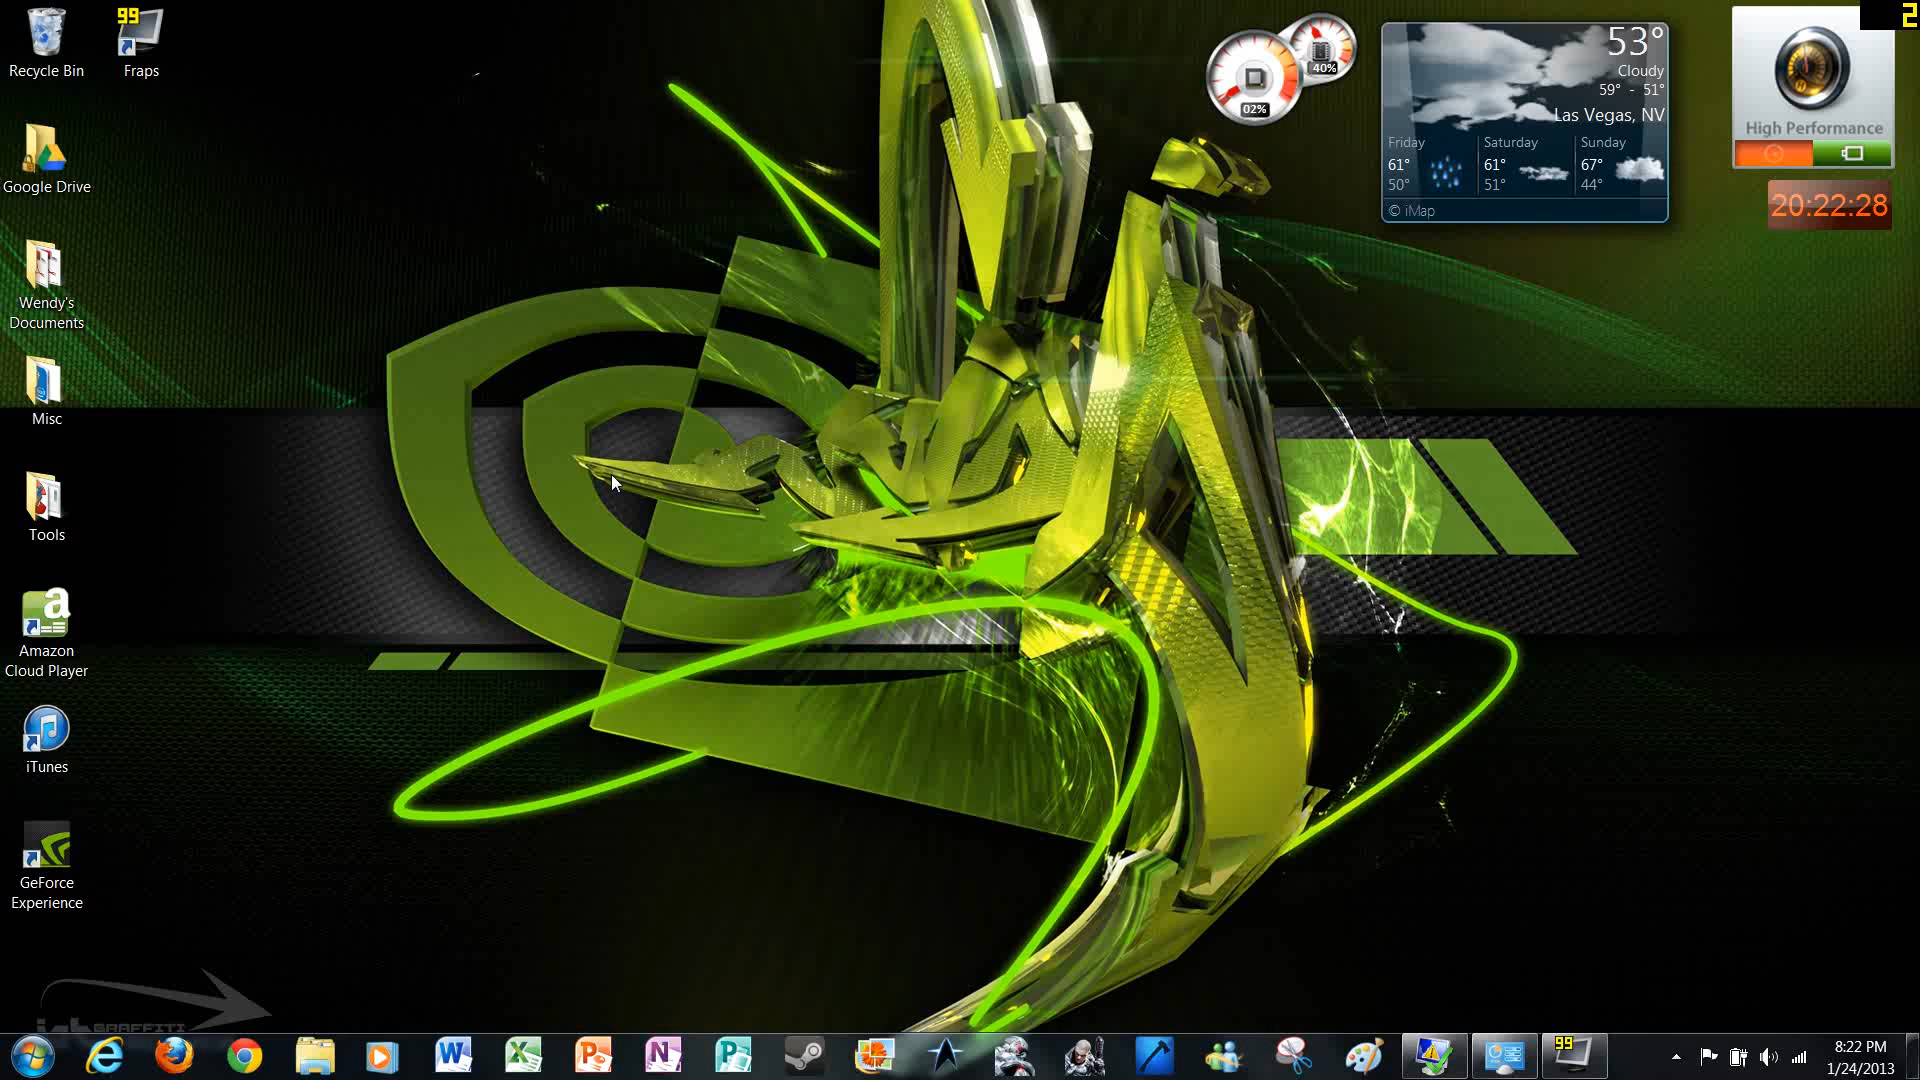 Recycle Bin
99
Fraps
Google Drive
Wendy's
Documents
Misc
Tools
a
Amazon
Cloud Player
iTunes
GeForce
Experience
40%
02%
53°
Cloudy
59° - 51°
Las Vegas, NV
Friday
61°
50°
Saturday
61°
51°
Sunday
67°
44°
© iMap
2
High Performance
20:22:28
GRAFFITI
99
8:22 PM
1/24/2013